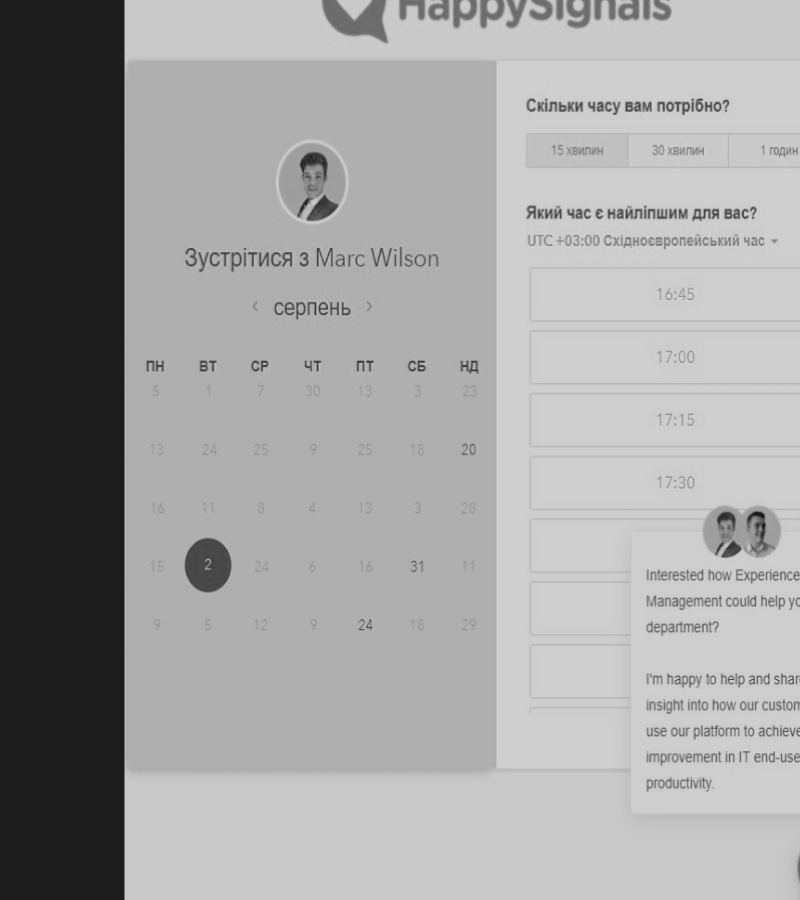 HappySignals
Зустрітися з Marc Wilson
серпень
ПН ВТ СР ЧТ ПТ СБ НД
5 1 7 30 13 3 23
13 24 25 9 25 18 20
16 11 8 4 13 3 28
15 2 24 6 16 31 11
9 5 12 9 24 18 29
Скільки часу вам потрібно?
15 хвилин 30 хвилин 1 годин
Який час є найліпшим для вас?
UTC +03:00 Східноєвропейський час
16:45
17:00
17:15
17:30
Interested how Experience
Management could help yo
department?
I'm happy to help and shar
insight into how our custom
use our platform to achieve
improvement in IT end-use
productivity.